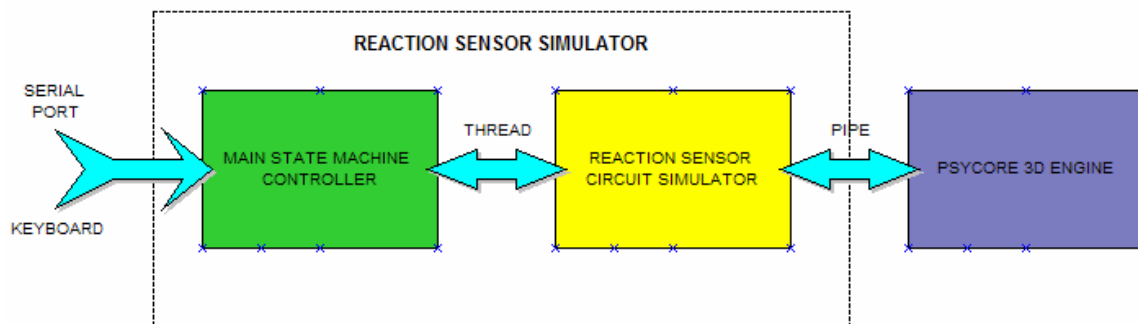 REACTION SENSOR SIMULATOR
SERIAL
PORT
KEYBOARD
MAIN STATE MACHINE
CONTROLLER
THREAD
REACTION SENSOR
CIRCUIT SIMULATOR
PIPE
PSYCORE 3D ENGINE